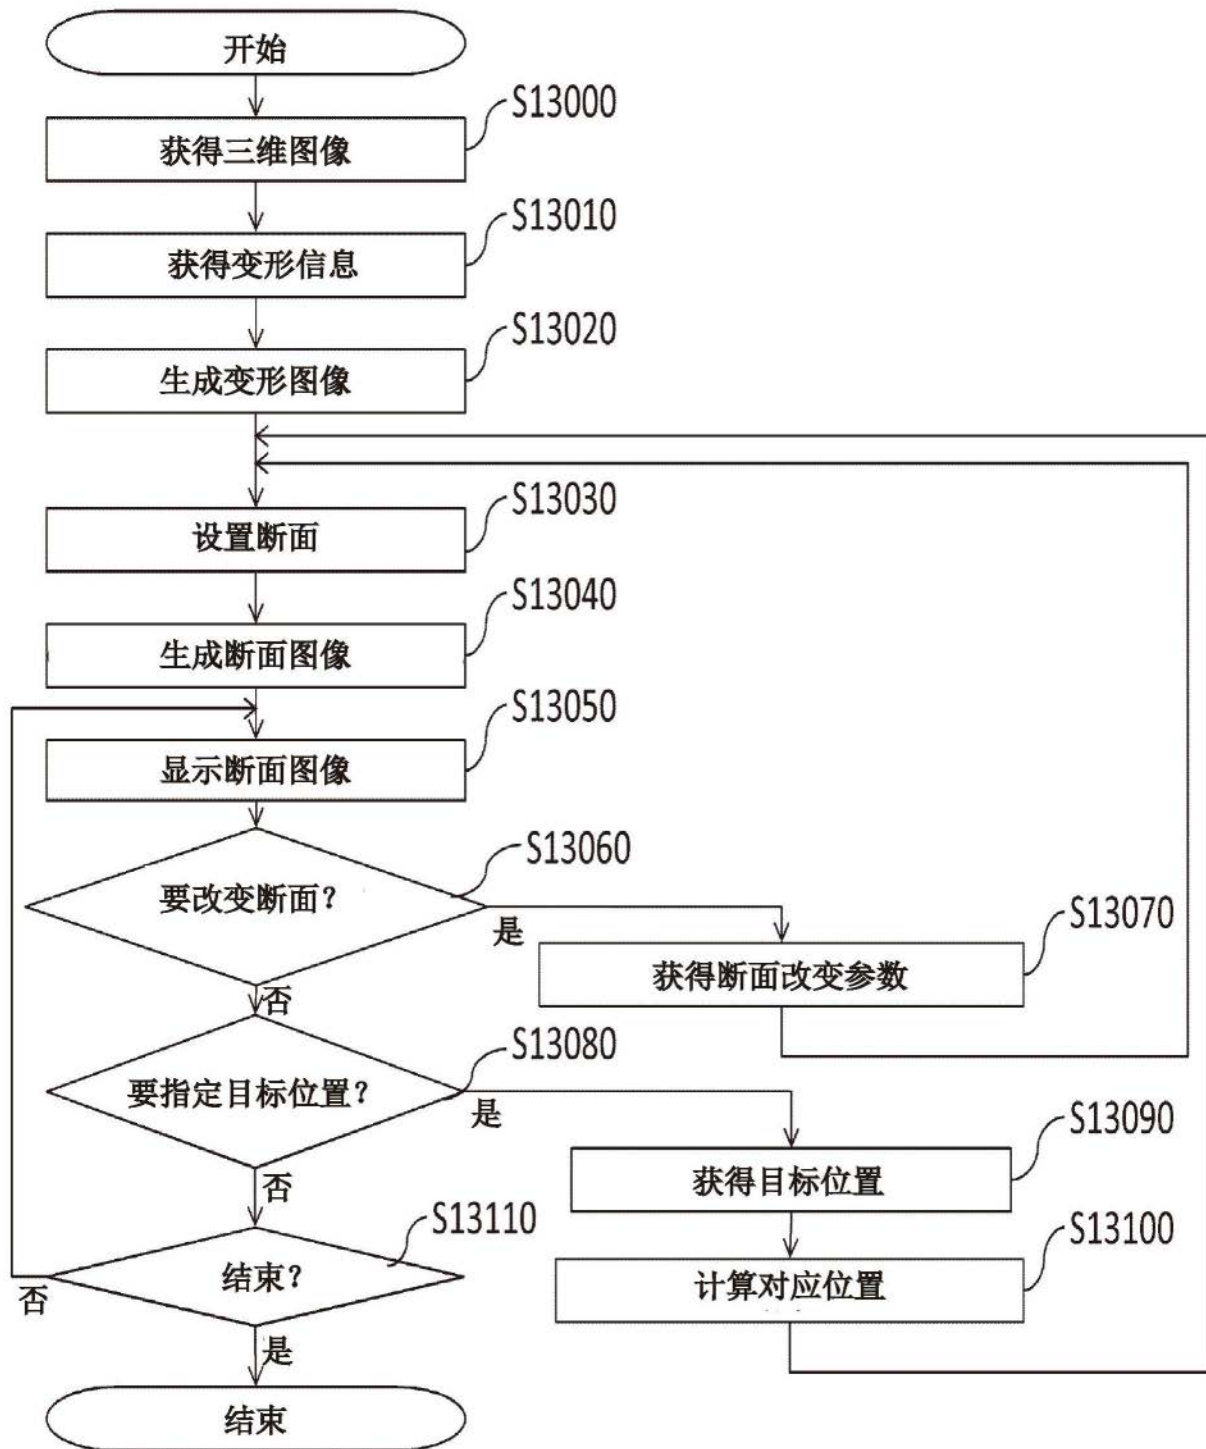 开始
S13000
获得三维图像
S13010
获得变形信息
S13020
生成变形图像
S13030
设置断面
S13040
生成断面图像
S13050
显示断面图像
S13060
要改变断面？
是
S13070
获得断面改变参数
否
S13080
要指定目标位置？
是
S13090
获得目标位置
否
S13100
计算对应位置
S13110
结束？
否
是
结束